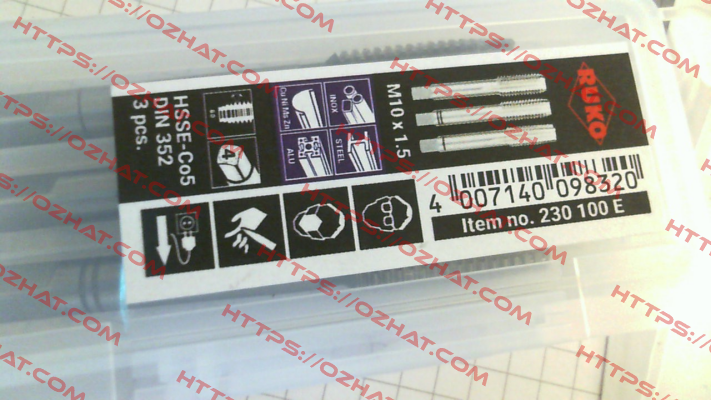 HSSE-Co5
DIN 352
3 pcs.
4
Cu Ni Ms Zn
INOX
ALU
STEEL
M10 x 1.5
RUKO
4 007140 098320
Item no. 230 100 E
HTTPS://OZHAT.COM